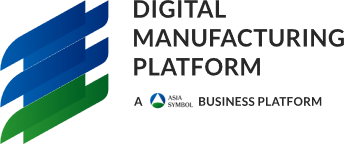 DIGITAL
MANUFACTURING
PLATFORM
A ASIA SYMBOL BUSINESS PLATFORM